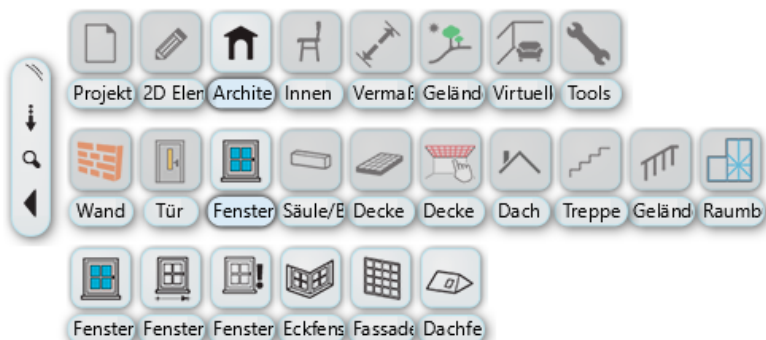 Projekt 2D Eler Archite Innen Vermaß Geländ Virtuell Tools
Wand Tür Fenster Säule/B Decke Decke Dach Treppe Geländ Raumb
Fenster Fenster Fenster Eckfens Fassade Dachfe